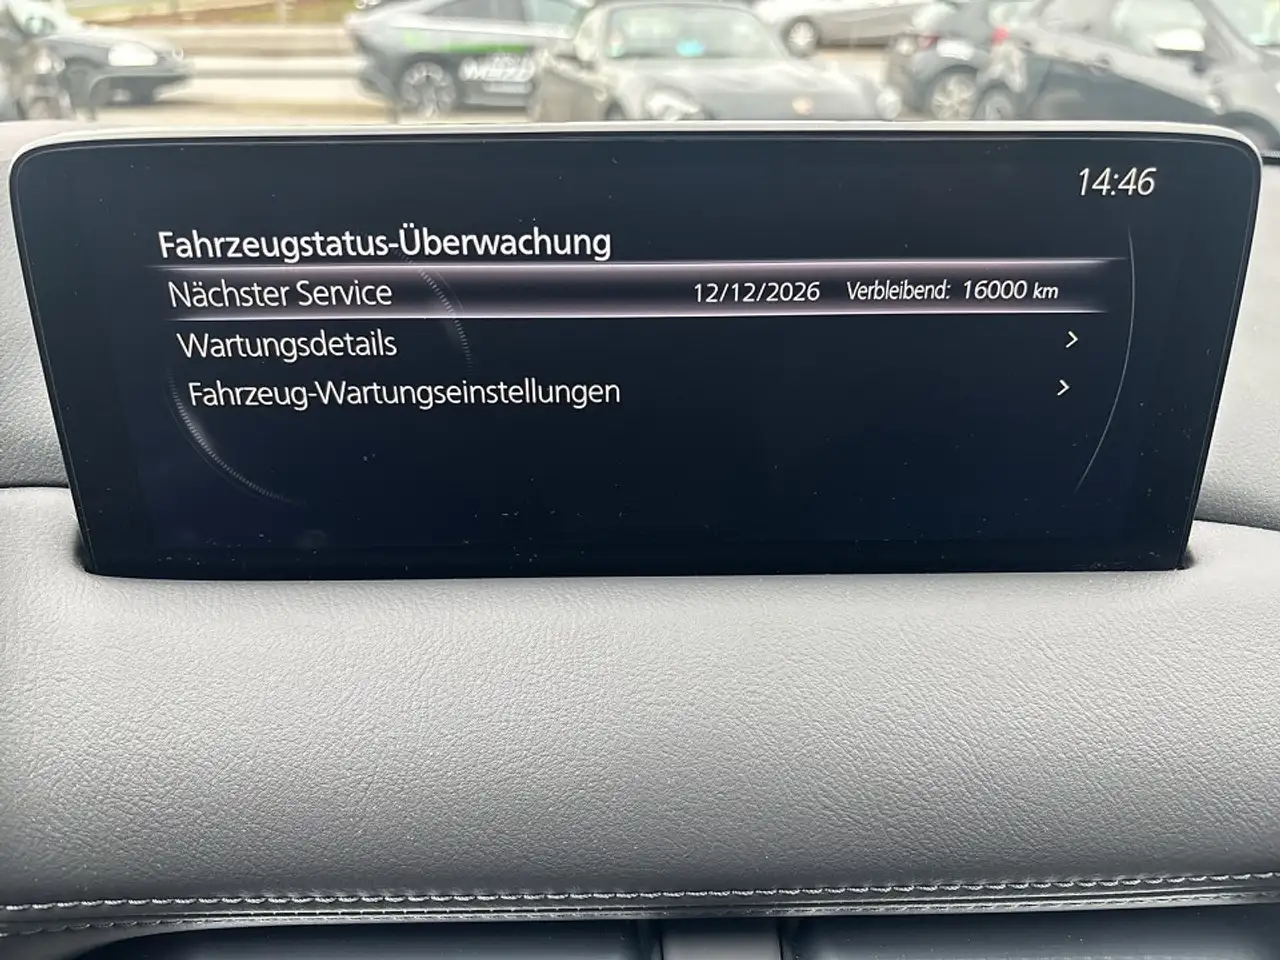 14:46
Fahrzeugstatus-Überwachung
Nächster Service 12/12/2026 Verbleibend: 16000 km
Wartungsdetails >
Fahrzeug-Wartungseinstellungen >